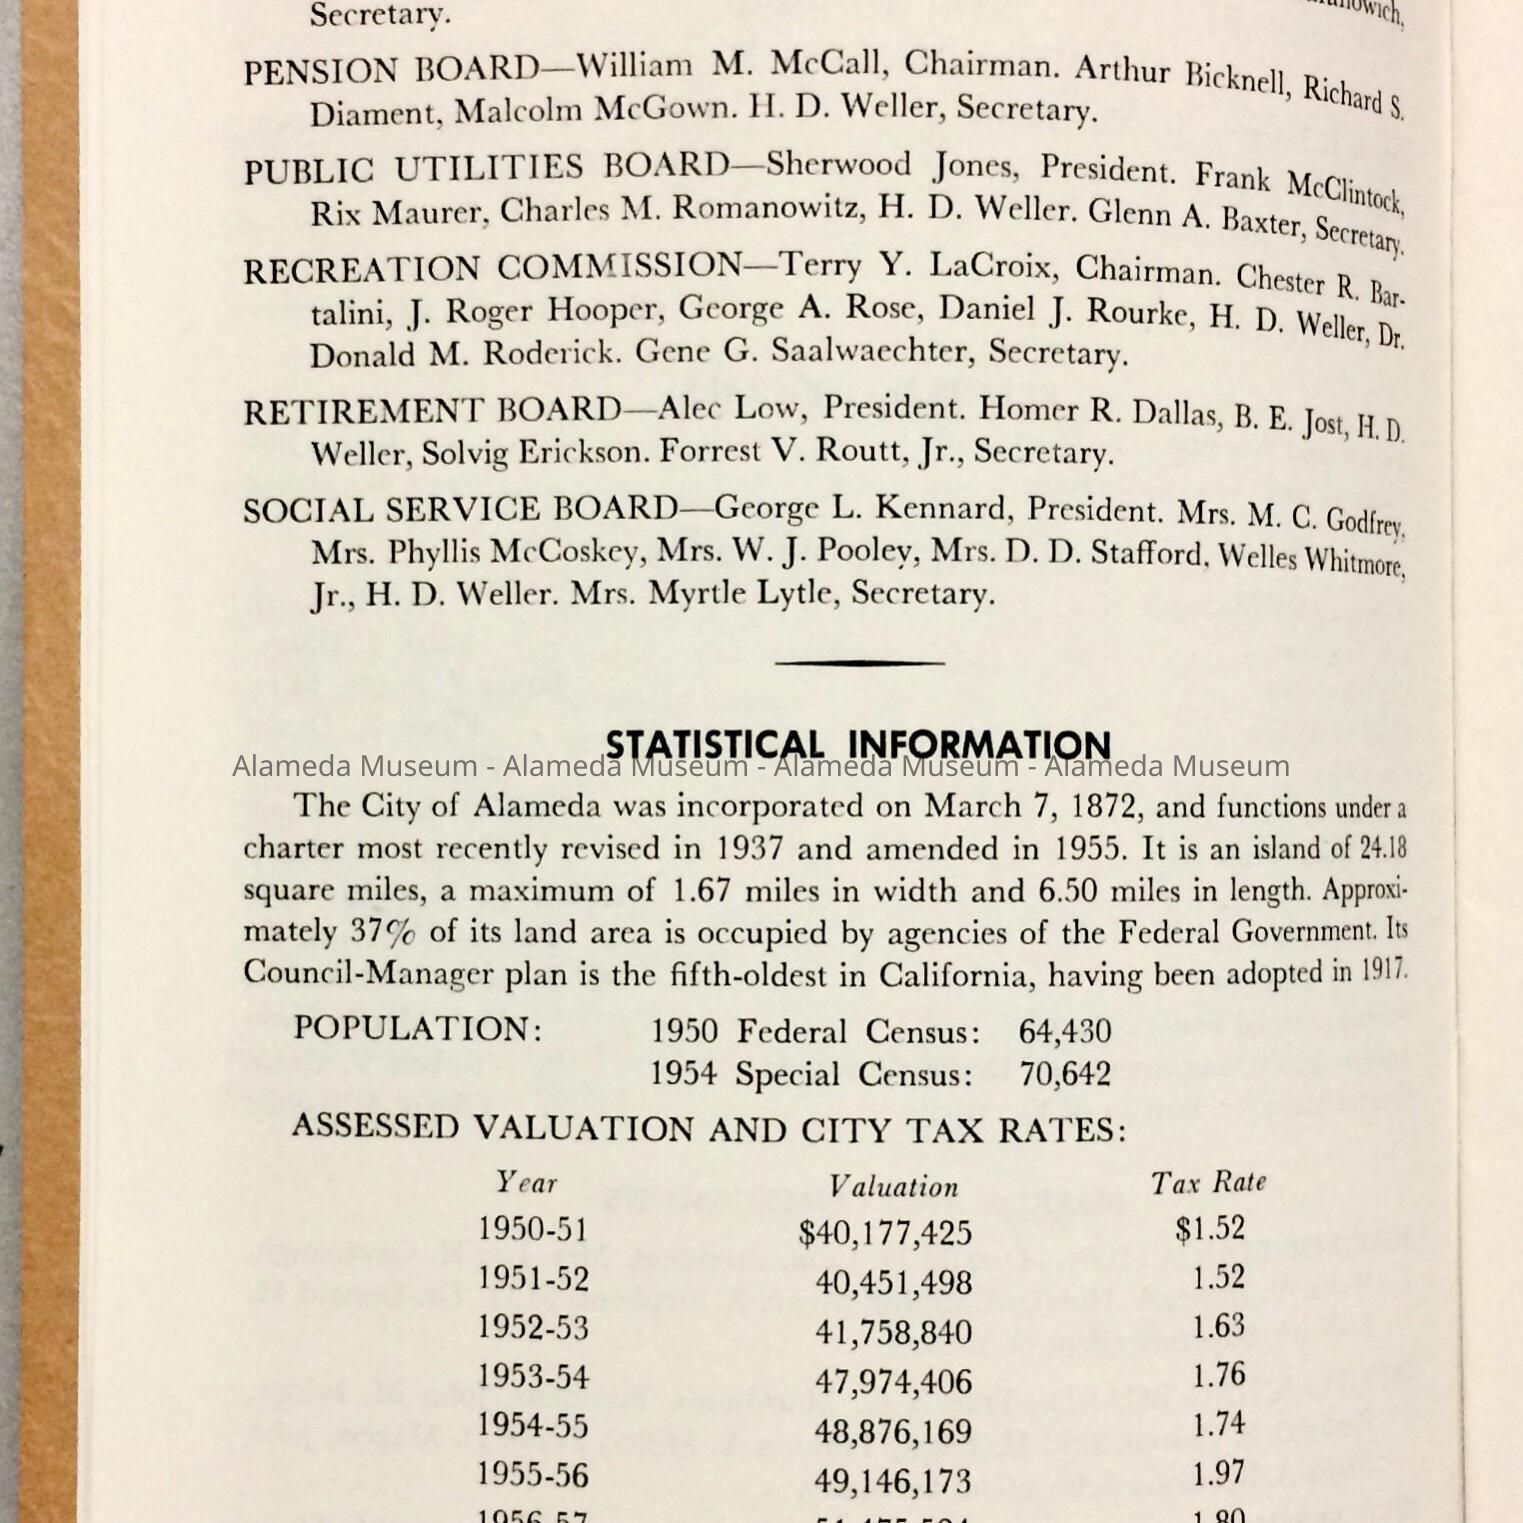 Secretary.
PENSION BOARD—William M. McCall, Chairman. Arthur Bicknell, Richard S.
Diament, Malcolm McGown. H. D. Weller, Secretary.
PUBLIC UTILITIES BOARD—Sherwood Jones, President. Frank McClintock,
Rix Maurer, Charles M. Romanowitz, H. D. Weller. Glenn A. Baxter, Secretary.
RECREATION COMMISSION—Terry Y. LaCroix, Chairman. Chester R. Bar-
talini, J. Roger Hooper, George A. Rose, Daniel J. Rourke, H. D. Weller, Dr.
Donald M. Roderick. Gene G. Saalwaechter, Secretary.
RETIREMENT BOARD—Alec Low, President. Homer R. Dallas, B. E. Jost, H. D.
Weller, Solvig Erickson. Forrest V. Routt, Jr., Secretary.
SOCIAL SERVICE BOARD—George L. Kennard, President. Mrs. M. C. Godfrey,
Mrs. Phyllis McCoskey, Mrs. W. J. Pooley, Mrs. D. D. Stafford, Welles Whitmore,
Jr., H. D. Weller. Mrs. Myrtle Lytle, Secretary.
STATISTICAL INFORMATION
Alameda Museum - Alameda Museum - Alameda Museum - Alameda Museum
The City of Alameda was incorporated on March 7, 1872, and functions under a
charter most recently revised in 1937 and amended in 1955. It is an island of 24.18
square miles, a maximum of 1.67 miles in width and 6.50 miles in length. Approxi-
mately 37% of its land area is occupied by agencies of the Federal Government. Its
Council-Manager plan is the fifth-oldest in California, having been adopted in 1917.
POPULATION: 1950 Federal Census: 64,430
1954 Special Census: 70,642
ASSESSED VALUATION AND CITY TAX RATES:
Year Valuation Tax Rate
1950-51 $40,177,425 $1.52
1951-52 40,451,498 1.52
1952-53 41,758,840 1.63
1953-54 47,974,406 1.76
1954-55 48,876,169 1.74
1955-56 49,146,173 1.97
1956-57 1.80